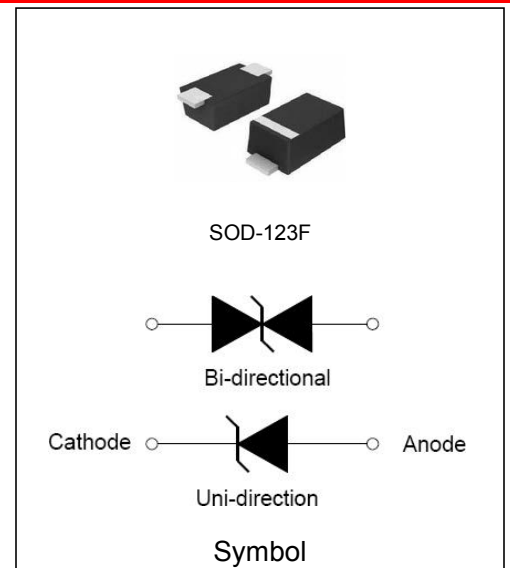 SOD-123F
Bi-directional
Cathode Anode
Uni-direction
Symbol